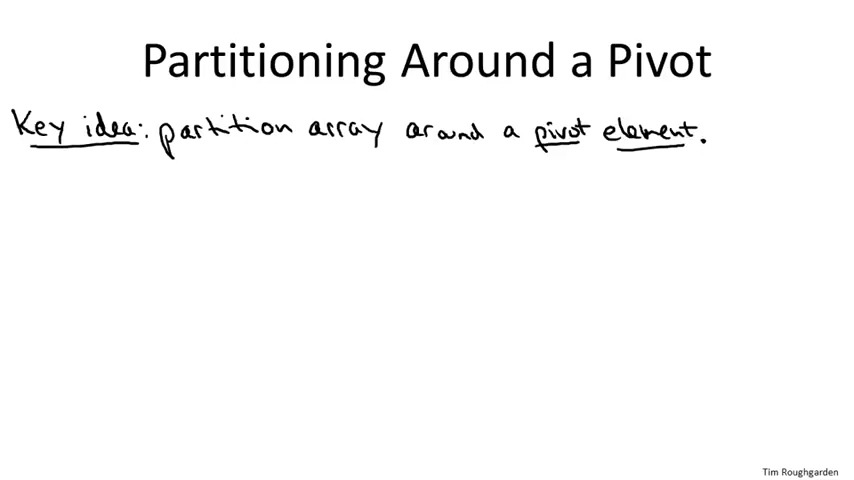 Partitioning Around a Pivot
Key idea: partition array around a pivot element.
Tim Roughgarden